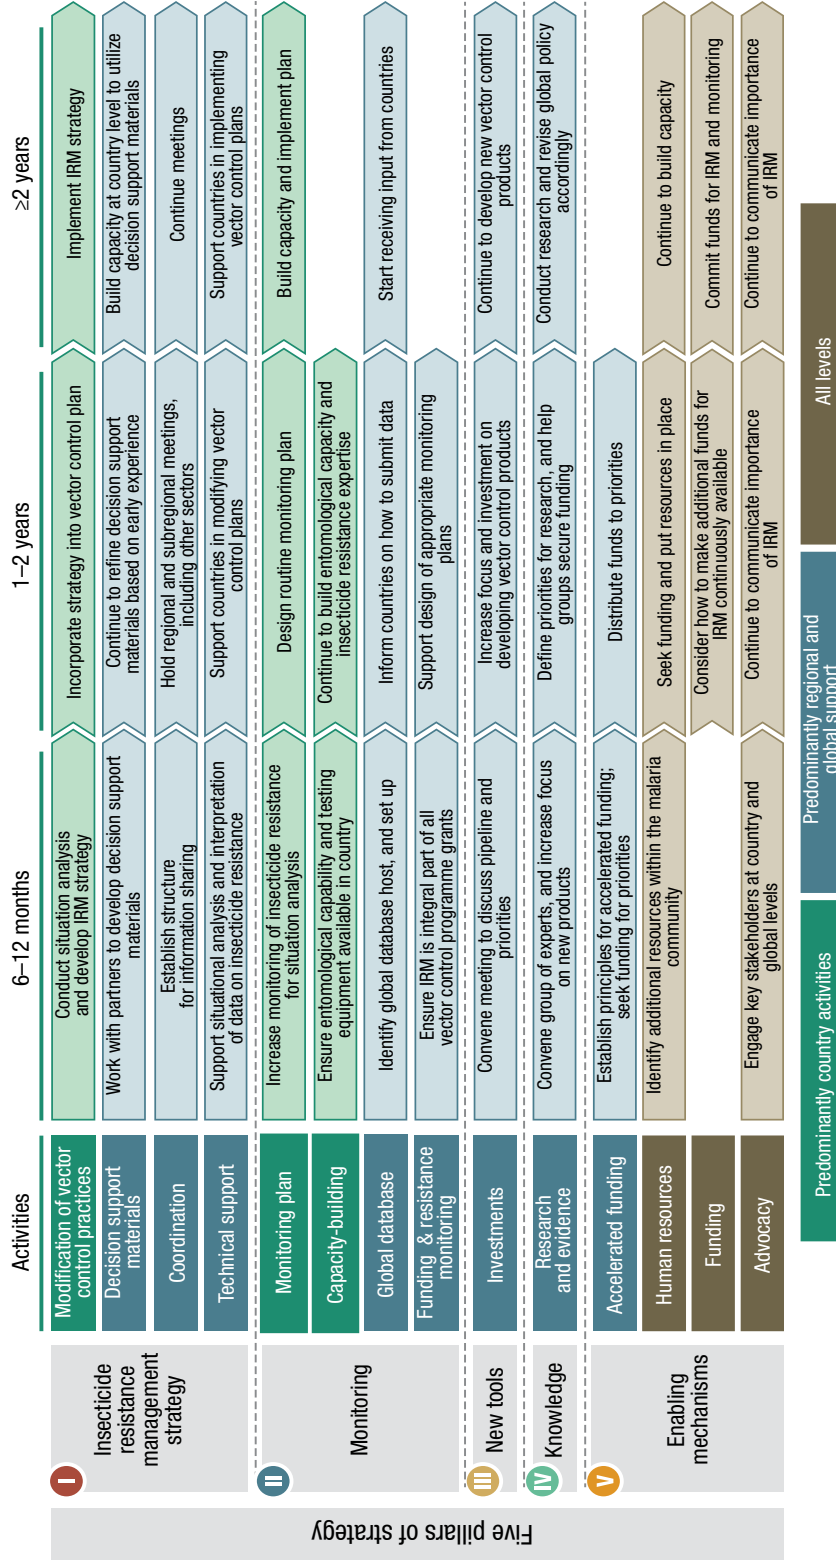 Activities
6–12 months
1–2 years
≥2 years
Five pillars of strategy
I
Insecticide
resistance
management
strategy
Modification of vector
control practices
Conduct situation analysis
and develop IRM strategy
Incorporate strategy into vector control plan
Implement IRM strategy
Decision support
materials
Work with partners to develop decision support
materials
Continue to refine decision support
materials based on early experience
Build capacity at country level to utilize
decision support materials
Coordination
Establish structure
for information sharing
Hold regional and subregional meetings,
including other sectors
Continue meetings
Technical support
Support situational analysis and interpretation
of data on insecticide resistance
Support countries in modifying vector
control plans
Support countries in implementing
vector control plans
II
Monitoring
Monitoring plan
Increase monitoring of insecticide resistance
for situation analysis
Design routine monitoring plan
Build capacity and implement plan
Capacity-building
Ensure entomological capability and testing
equipment available in country
Continue to build entomological capacity and
insecticide resistance expertise
Global database
Identify global database host, and set up
Inform countries on how to submit data
Start receiving input from countries
Funding & resistance
monitoring
Ensure IRM is integral part of all
vector control programme grants
Support design of appropriate monitoring
plans
III
New tools
Investments
Convene meeting to discuss pipeline and
priorities
Increase focus and investment on
developing vector control products
Continue to develop new vector control
products
IV
Knowledge
Research
and evidence
Convene group of experts, and increase focus
on new products
Define priorities for research, and help
groups secure funding
Conduct research and revise global policy
accordingly
V
Enabling
mechanisms
Accelerated funding
Establish principles for accelerated funding;
seek funding for priorities
Distribute funds to priorities
Human resources
Identify additional resources within the malaria
community
Seek funding and put resources in place
Continue to build capacity
Funding
Consider how to make additional funds for
IRM continuously available
Commit funds for IRM and monitoring
Advocacy
Engage key stakeholders at country and
global levels
Continue to communicate importance
of IRM
Continue to communicate importance
of IRM
Predominantly country activities
Predominantly regional and
global support
All levels